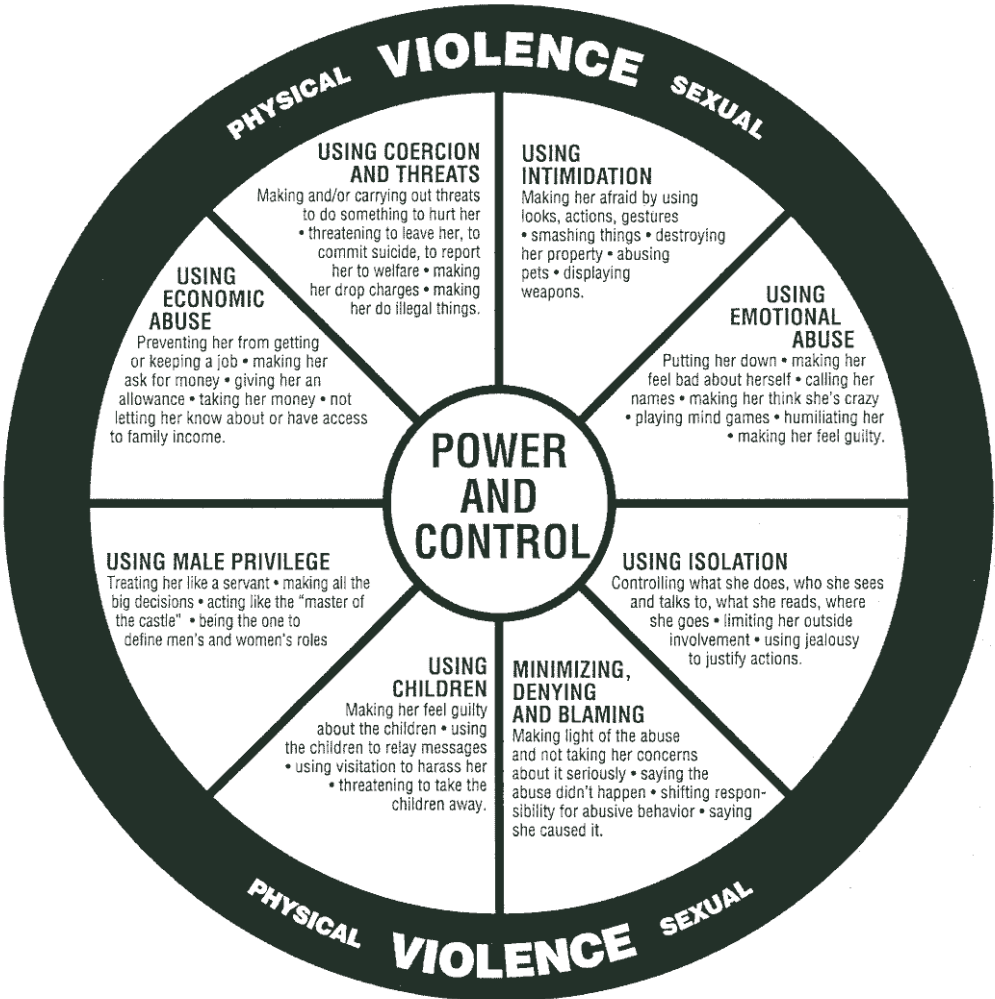 PHYSICAL VIOLENCE SEXUAL
USING COERCION
AND THREATS
Making and/or carrying out threats
to do something to hurt her
• threatening to leave her, to
commit suicide, to report
her to welfare • making
her drop charges • making
her do illegal things.
USING
INTIMIDATION
Making her afraid by using
looks, actions, gestures
• smashing things • destroying
her property • abusing
pets • displaying
weapons.
USING
EMOTIONAL
ABUSE
Putting her down • making her
feel bad about herself • calling her
names • making her think she's crazy
• playing mind games • humiliating her
• making her feel guilty.
USING ISOLATION
Controlling what she does, who she sees
and talks to, what she reads, where
she goes • limiting her outside
involvement • using jealousy
to justify actions.
MINIMIZING,
DENYING
AND BLAMING
Making light of the abuse
and not taking her concerns
about it seriously • saying the
abuse didn't happen • shifting respon-
sibility for abusive behavior • saying
she caused it.
USING
CHILDREN
Making her feel guilty
about the children • using
the children to relay messages
• using visitation to harass her
• threatening to take the
children away.
USING MALE PRIVILEGE
Treating her like a servant • making all the
big decisions • acting like the "master of
the castle" • being the one to
define men's and women's roles
USING
ECONOMIC
ABUSE
Preventing her from getting
or keeping a job • making her
ask for money • giving her an
allowance • taking her money • not
letting her know about or have access
to family income.
POWER
AND
CONTROL
PHYSICAL VIOLENCE SEXUAL